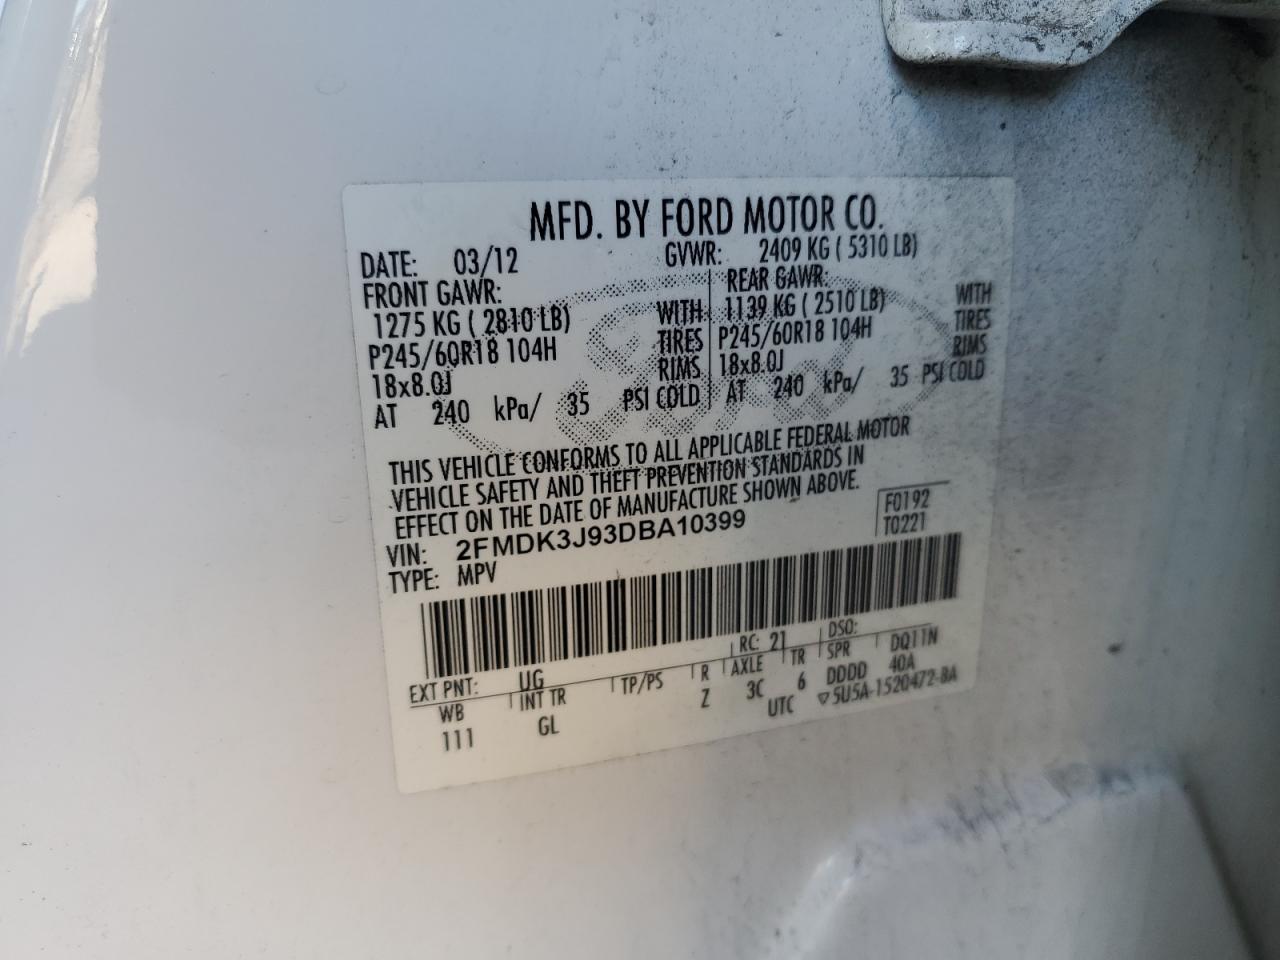 MFD. BY FORD MOTOR CO.
DATE: 03/12 GVWR: 2409 KG ( 5310 LB)
FRONT GAWR: REAR GAWR:
1275 KG ( 2810 LB) WITH 1139 KG ( 2510 LB) WITH
P245/60R18 104H TIRES P245/60R18 104H TIRES
18x8.0J RIMS 18x8.0J RIMS
AT 240 kPa/ 35 PSI COLD AT 240 kPa/ 35 PSI COLD
THIS VEHICLE CONFORMS TO ALL APPLICABLE FEDERAL MOTOR
VEHICLE SAFETY AND THEFT PREVENTION STANDARDS IN
EFFECT ON THE DATE OF MANUFACTURE SHOWN ABOVE.
F0192
T0221
VIN: 2FMDK3J93DBA10399
TYPE: MPV
EXT PNT: UG RC: 21 DSO:
WB INT TR TP/PS R AXLE TR SPR DQ11N
111 GL Z 3C 6 DDDD 40A
UTC ▽5U5A-1520472-BA